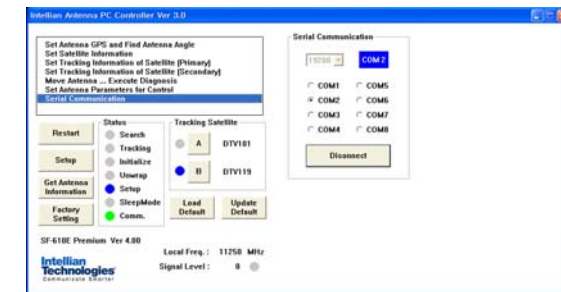 Intellian Antenna PC Controller Ver 3.0
Set Antenna GPS and Find Antenna Angle
Set Satellite Information
Set Tracking Information of Satellite [Primary]
Set Tracking Information of Satellite [Secondary]
Move Antenna ... Execute Diagnosis
Set Antenna Parameters for Control
Serial Communication
Restart
Setup
Get Antenna
Information
Factory
Setting
Status
Search
Tracking
Initialize
Unwrap
Setup
SleepMode
Comm.
Tracking Satellite
A DTV101
B DTV119
Load
Default
Update
Default
SF-610E Premium Ver 4.00
Intellian
Technologies
Communicate Smarter
Local Freq. : 11250 MHz
Signal Level : 0
Serial Communication
19200
COM 2
COM1 COM5
COM2 COM6
COM3 COM7
COM4 COM8
Disconnect